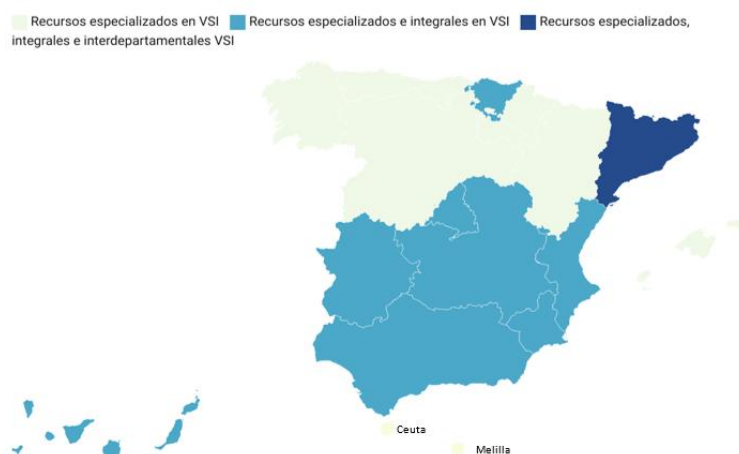 Recursos especializados en VSI Recursos especializados e integrales en VSI Recursos especializados,
integrales e interdepartamentales VSI
Ceuta
Melilla